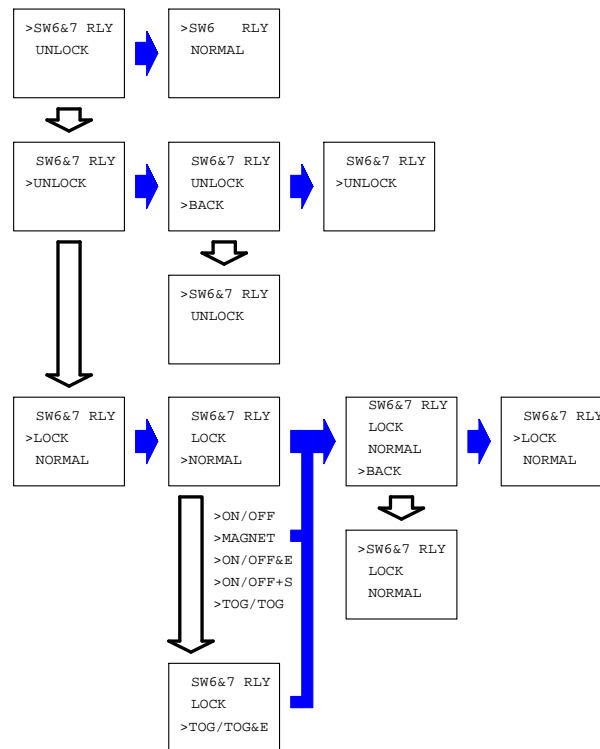 >SW6&7 RLY
UNLOCK
>SW6 RLY
NORMAL
SW6&7 RLY
>UNLOCK
SW6&7 RLY
UNLOCK
>BACK
SW6&7 RLY
>UNLOCK
>SW6&7 RLY
UNLOCK
SW6&7 RLY
>LOCK
NORMAL
SW6&7 RLY
LOCK
>NORMAL
SW6&7 RLY
LOCK
NORMAL
>BACK
SW6&7 RLY
>LOCK
NORMAL
>ON/OFF
>MAGNET
>ON/OFF&E
>ON/OFF+S
>TOG/TOG
>SW6&7 RLY
LOCK
NORMAL
SW6&7 RLY
LOCK
>TOG/TOG&E